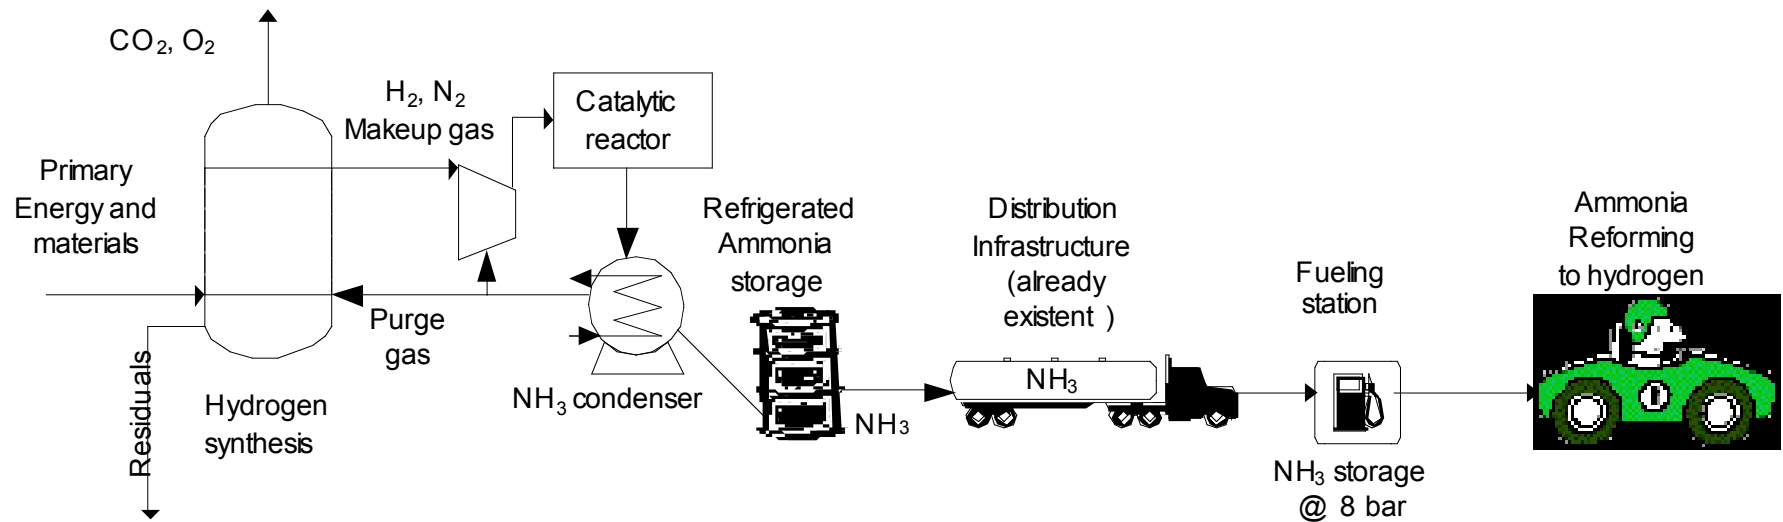 CO₂, O₂
H₂, N₂
Makeup gas
Catalytic
reactor
Primary
Energy and
materials
Purge
gas
Residuals
Hydrogen
synthesis
NH₃ condenser
Refrigerated
Ammonia
storage
NH₃
Distribution
Infrastructure
(already
existent )
NH₃
Fueling
station
NH₃ storage
@ 8 bar
Ammonia
Reforming
to hydrogen